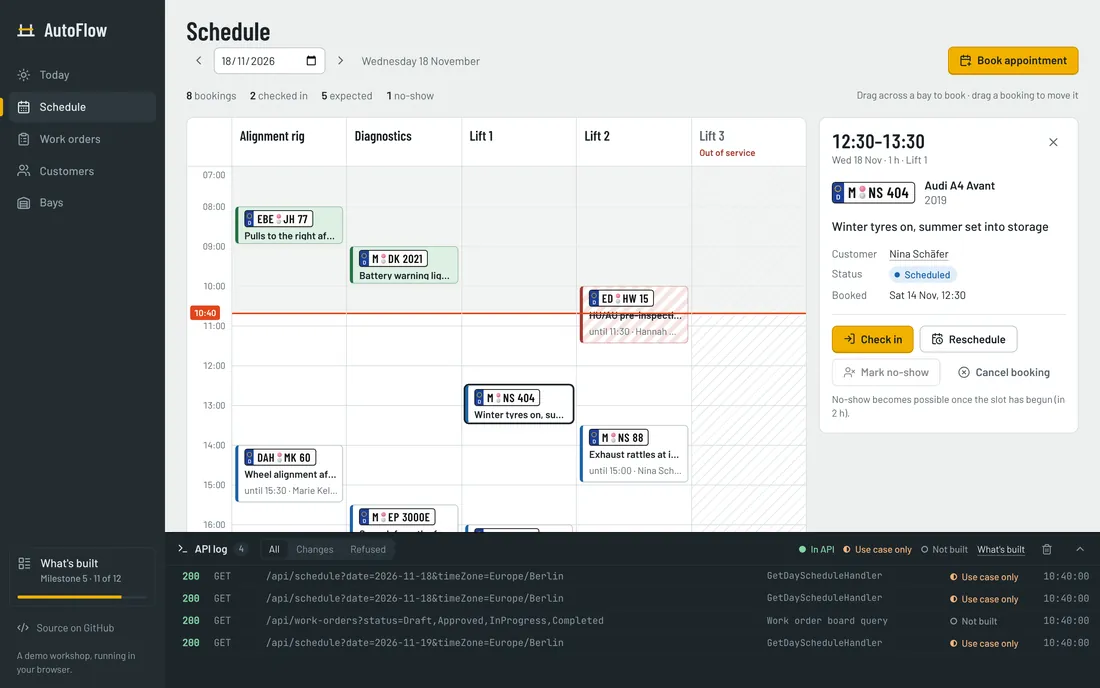 AutoFlow
Today
Schedule
Work orders
Customers
Bays
What's built
Milestone 5 · 11 of 12
Source on GitHub
A demo workshop, running in
your browser.
Schedule
18/11/2026
Wednesday 18 November
Book appointment
8 bookings 2 checked in 5 expected 1 no-show
Drag across a bay to book · drag a booking to move it
Alignment rig Diagnostics Lift 1 Lift 2 Lift 3
Out of service
07:00
08:00
EBE JH 77
Pulls to the right af...
09:00
M DK 2021
Battery warning lig...
10:00
ED HW 15
10:40
HU/AU pre-inspecti...
11:00
until 11:30 · Hannah ...
12:00
M NS 404
13:00
Winter tyres on, su...
M NS 88
14:00
Exhaust rattles at i...
until 15:00 · Nina Sch...
DAH MK 60
Wheel alignment af...
15:00
until 15:30 · Marie Kel...
M EP 3000E
16:00
12:30–13:30
Wed 18 Nov · 1 h · Lift 1
D M NS 404
Audi A4 Avant
2019
Winter tyres on, summer set into storage
Customer Nina Schäfer
Status Scheduled
Booked Sat 14 Nov, 12:30
Check in
Reschedule
Mark no-show
Cancel booking
No-show becomes possible once the slot has begun (in
2 h).
API log 4 All Changes Refused In API Use case only Not built What's built
200 GET /api/schedule?date=2026-11-18&timeZone=Europe/Berlin GetDayScheduleHandler Use case only 10:40:00
200 GET /api/schedule?date=2026-11-18&timeZone=Europe/Berlin GetDayScheduleHandler Use case only 10:40:00
200 GET /api/work-orders?status=Draft,Approved,InProgress,Completed Work order board query Not built 10:40:00
200 GET /api/schedule?date=2026-11-19&timeZone=Europe/Berlin GetDayScheduleHandler Use case only 10:40:00